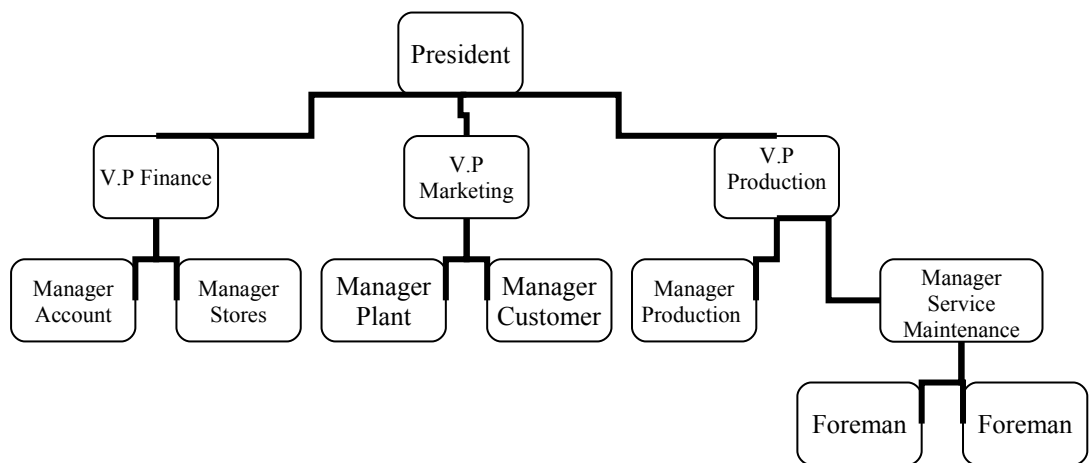 President
V.P Finance
V.P
Marketing
V.P
Production
Manager
Account
Manager
Stores
Manager
Plant
Manager
Customer
Manager
Production
Manager
Service
Maintenance
Foreman
Foreman